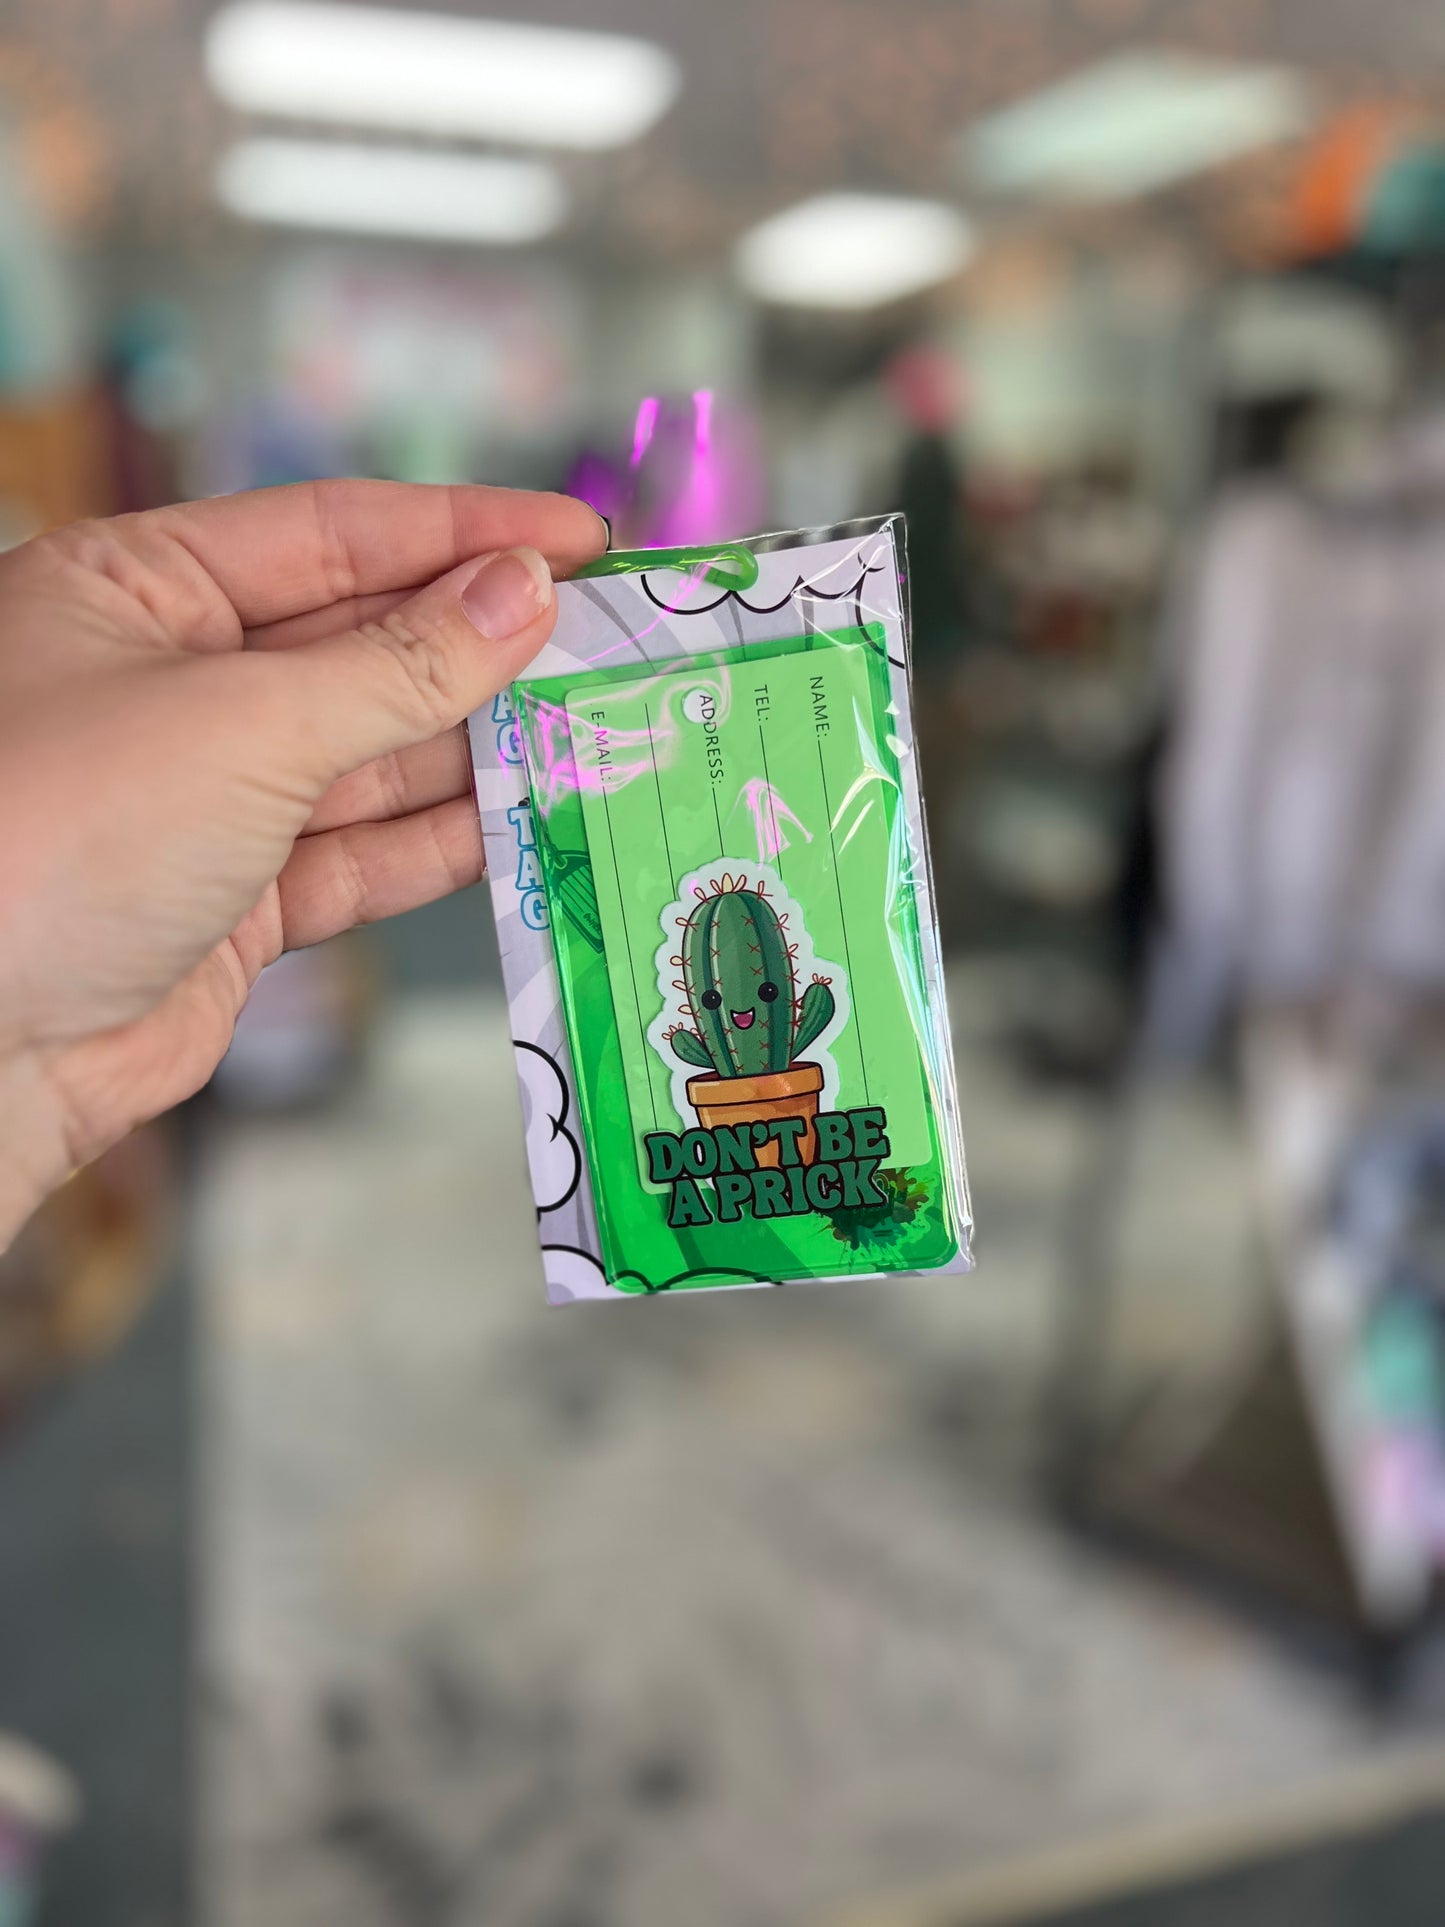 NAME:
TEL:
ADDRESS:
E-MAIL:
DON'T BE
A PRICK